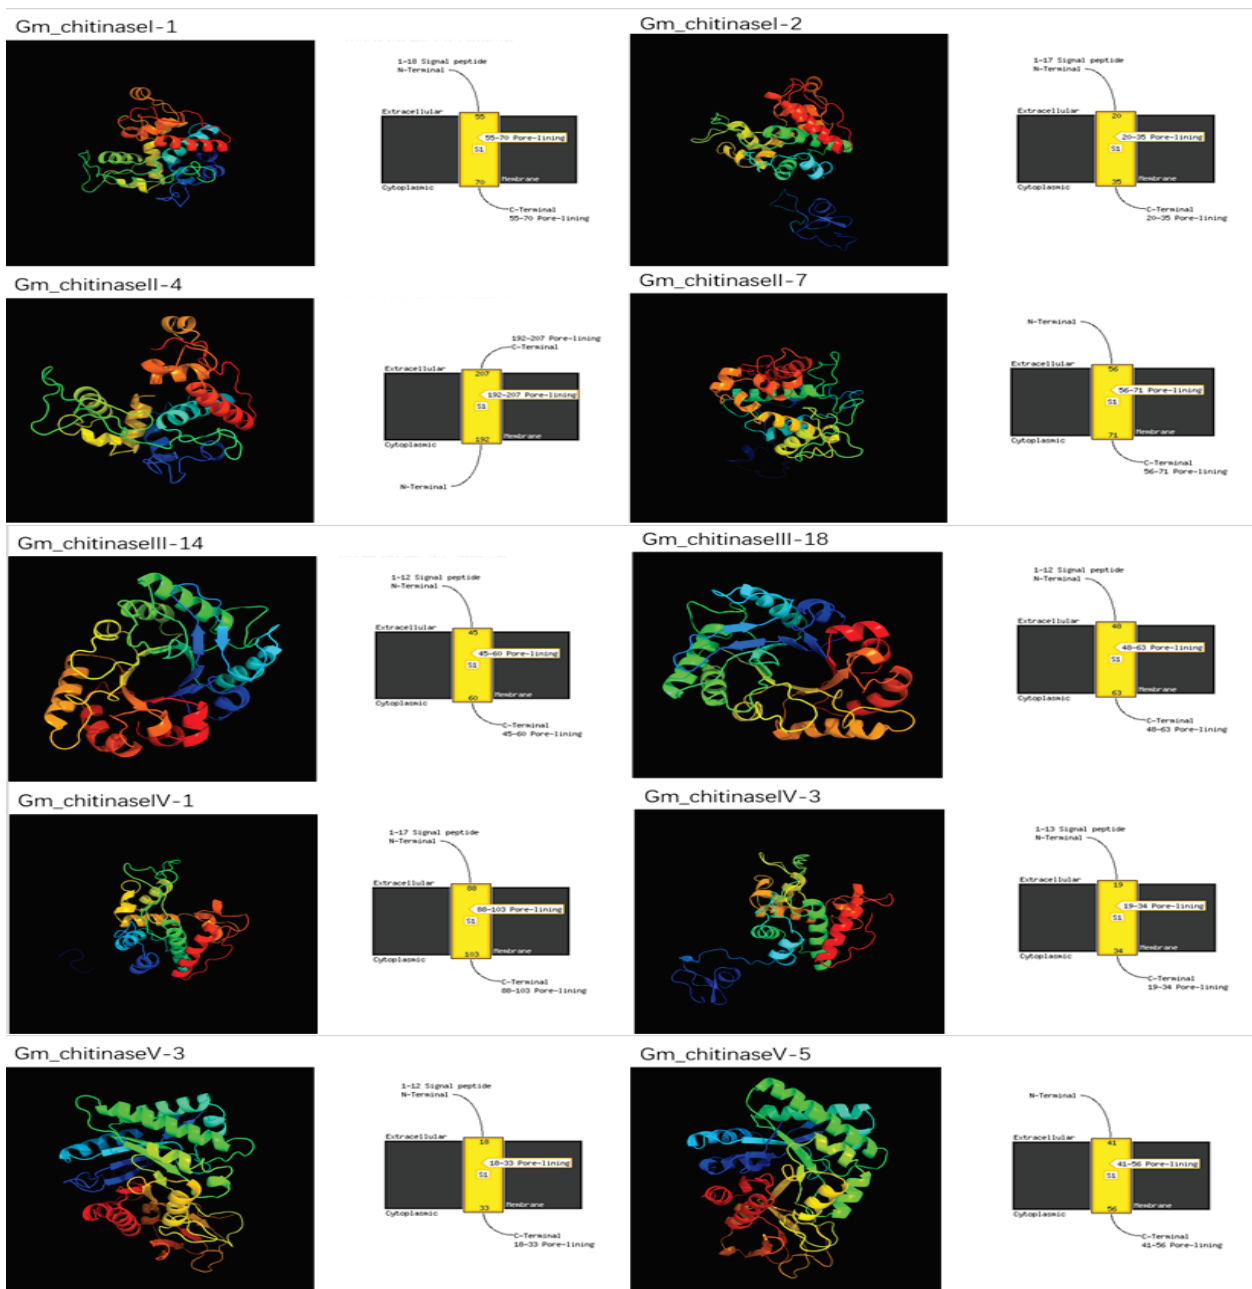 Gm_chitinaseI-1
1-18 Signal peptide
N-Terminal
Extracellular
55
55-70 Pore-lining
S1
70
Membrane
Cytoplasmic
C-Terminal
55-70 Pore-lining
Gm_chitinaseI-2
1-17 Signal peptide
N-Terminal
Extracellular
20
20-35 Pore-lining
S1
35
Membrane
Cytoplasmic
C-Terminal
20-35 Pore-lining
Gm_chitinaseII-4
192-207 Pore-lining
C-Terminal
Extracellular
207
192-207 Pore-lining
S1
192
Membrane
Cytoplasmic
N-Terminal
Gm_chitinaseII-7
N-Terminal
Extracellular
56
56-71 Pore-lining
S1
71
Membrane
Cytoplasmic
C-Terminal
56-71 Pore-lining
Gm_chitinaseIII-14
1-12 Signal peptide
N-Terminal
Extracellular
45
45-60 Pore-lining
S1
60
Membrane
Cytoplasmic
C-Terminal
45-60 Pore-lining
Gm_chitinaseIII-18
1-12 Signal peptide
N-Terminal
Extracellular
48
48-63 Pore-lining
S1
63
Membrane
Cytoplasmic
C-Terminal
48-63 Pore-lining
Gm_chitinaseIV-1
1-17 Signal peptide
N-Terminal
Extracellular
88
88-103 Pore-lining
S1
103
Membrane
Cytoplasmic
C-Terminal
88-103 Pore-lining
Gm_chitinaseIV-3
1-13 Signal peptide
N-Terminal
Extracellular
19
19-34 Pore-lining
S1
34
Membrane
Cytoplasmic
C-Terminal
19-34 Pore-lining
Gm_chitinaseV-3
1-12 Signal peptide
N-Terminal
Extracellular
18
18-33 Pore-lining
S1
33
Membrane
Cytoplasmic
C-Terminal
18-33 Pore-lining
Gm_chitinaseV-5
N-Terminal
Extracellular
41
41-56 Pore-lining
S1
56
Membrane
Cytoplasmic
C-Terminal
41-56 Pore-lining